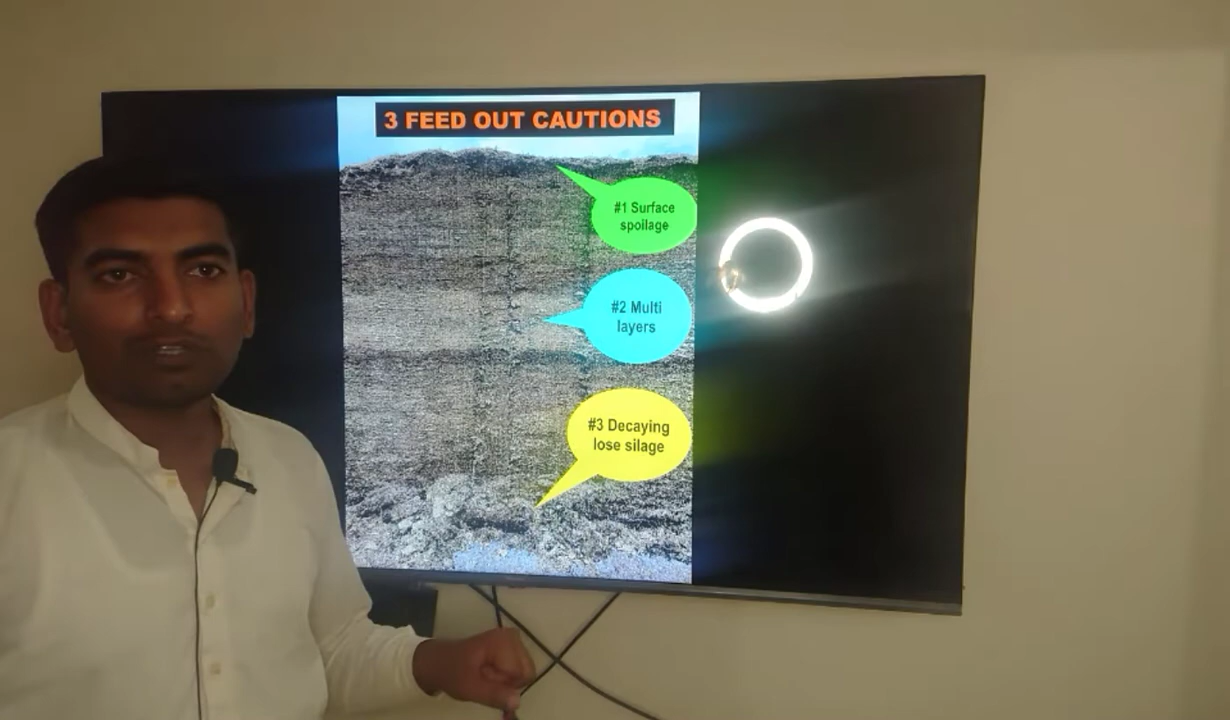 3 FEED OUT CAUTIONS
#1 Surface
spoilage
#2 Multi
layers
#3 Decaying
lose silage